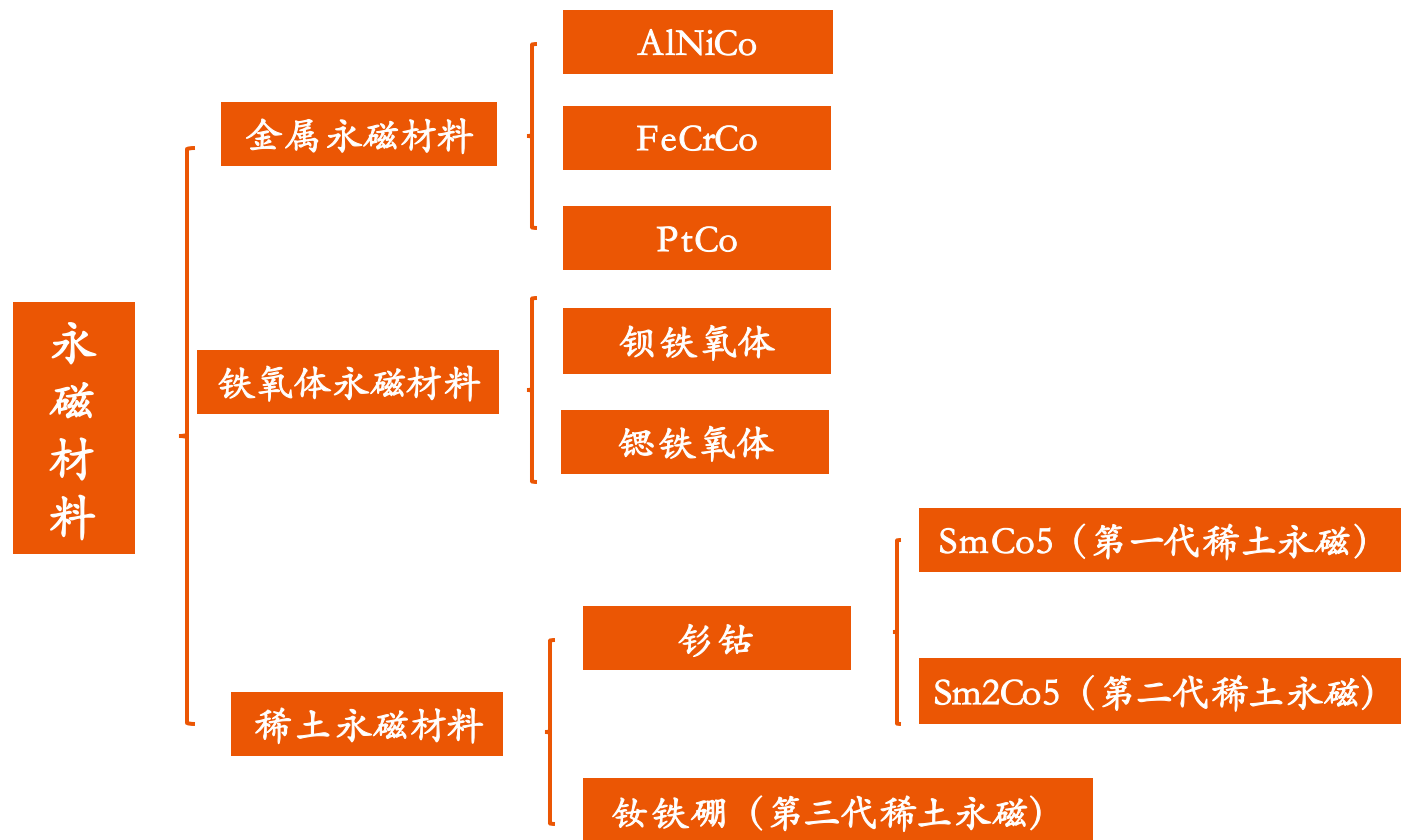 永磁材料
金属永磁材料
AlNiCo
FeCrCo
PtCo
铁氧体永磁材料
钡铁氧体
锶铁氧体
稀土永磁材料
钐钴
SmCo5（第一代稀土永磁）
Sm2Co5（第二代稀土永磁）
钕铁硼（第三代稀土永磁）